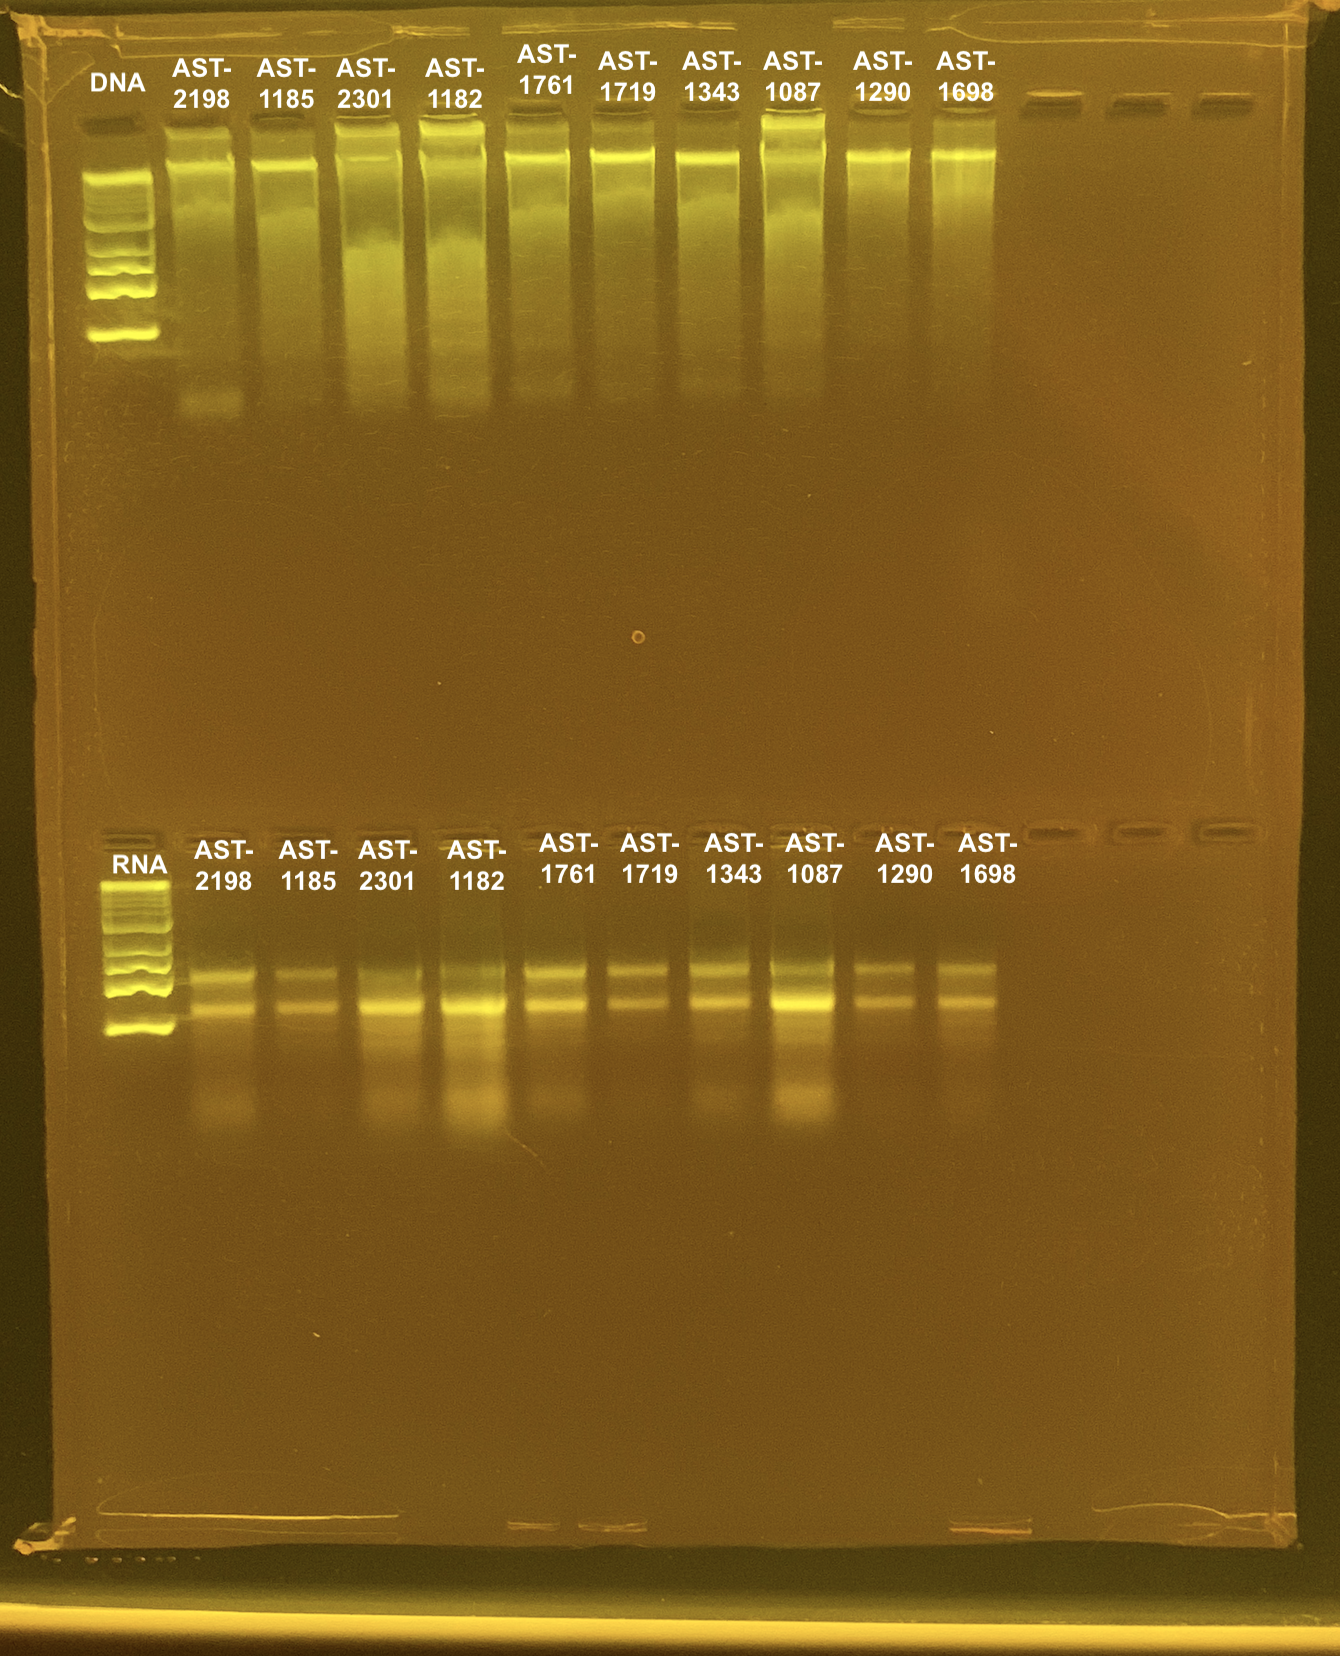 DNA
AST-
2198
AST-
1185
AST-
2301
AST-
1182
AST-
1761
AST-
1719
AST-
1343
AST-
1087
AST-
1290
AST-
1698
RNA
AST-
2198
AST-
1185
AST-
2301
AST-
1182
AST-
1761
AST-
1719
AST-
1343
AST-
1087
AST-
1290
AST-
1698